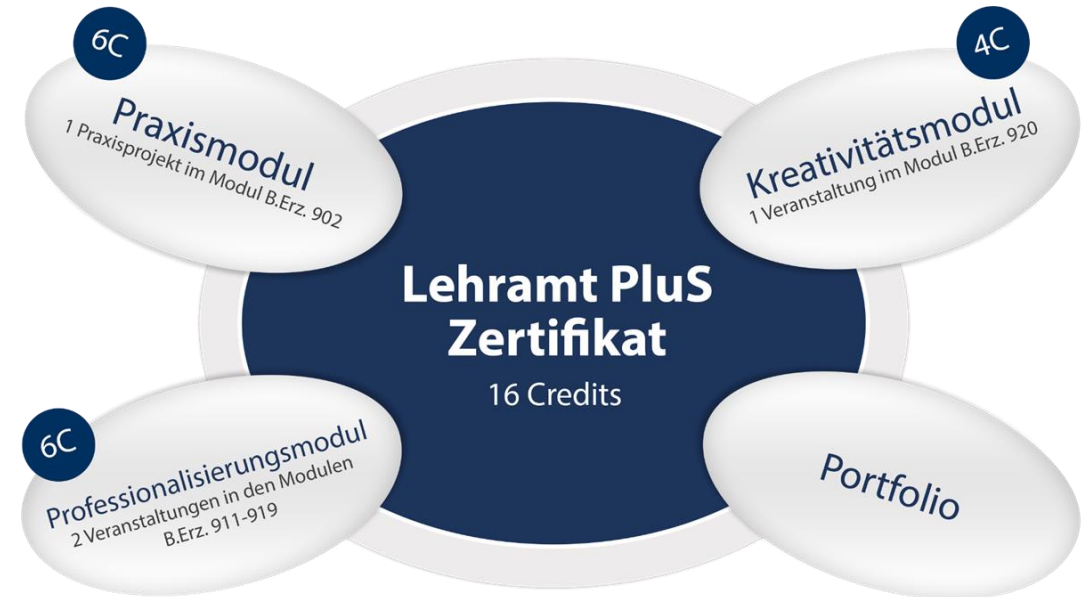 6C
Praxismodul
1 Praxisprojekt im Modul B.Erz. 902
4C
Kreativitätsmodul
1 Veranstaltung im Modul B.Erz. 920
Lehramt PluS
Zertifikat
16 Credits
6C
Professionalisierungsmodul
2 Veranstaltungen in den Modulen
B.Erz. 911-919
Portfolio